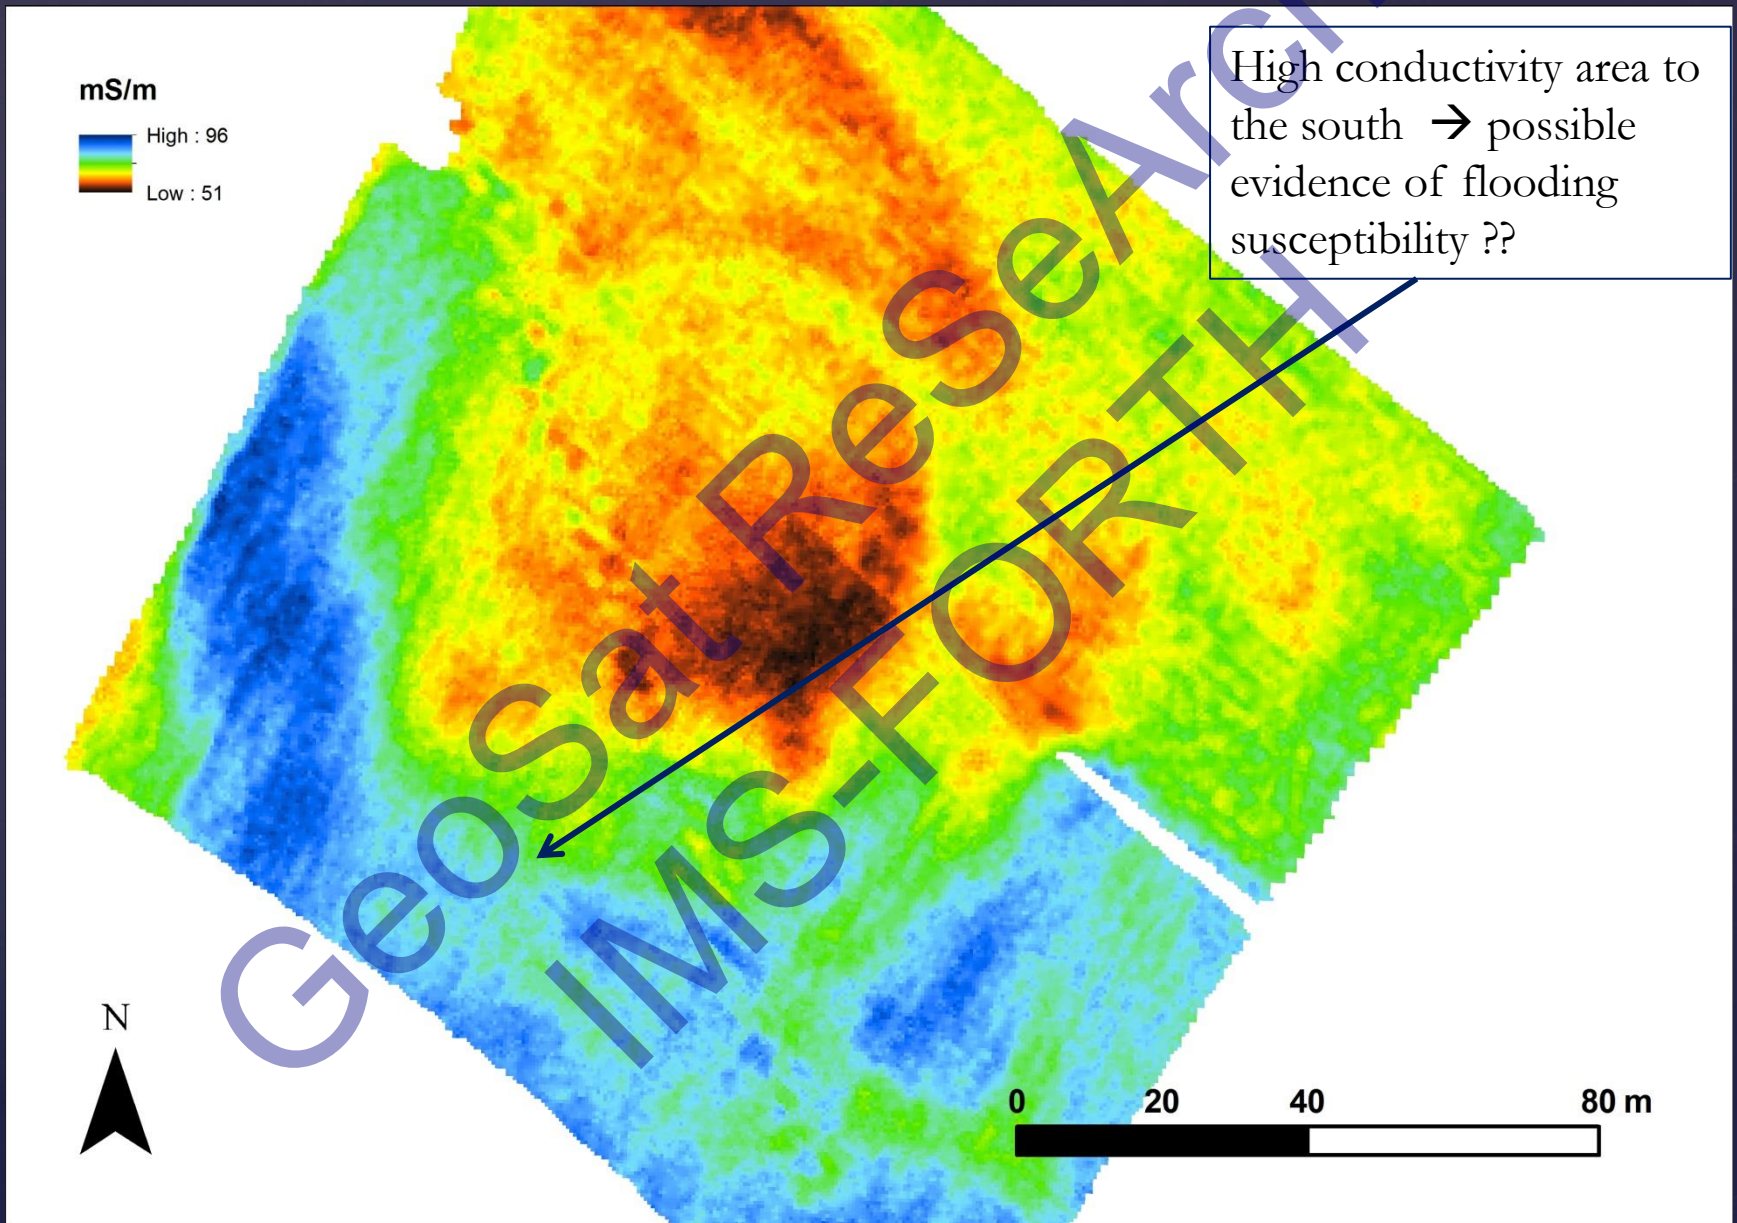 mS/m
High : 96
Low : 51
High conductivity area to
the south → possible
evidence of flooding
susceptibility ??
GeoSat ReSeArc
IMS-FORTH
N
0 20 40 80 m